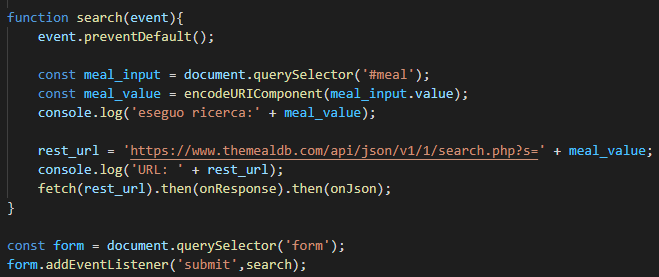 function search(event){
    event.preventDefault();

    const meal_input = document.querySelector('#meal');
    const meal_value = encodeURIComponent(meal_input.value);
    console.log('eseguo ricerca:' + meal_value);

    rest_url = 'https://www.themealdb.com/api/json/v1/1/search.php?s=' + meal_value;
    console.log('URL: ' + rest_url);
    fetch(rest_url).then(onResponse).then(onJson);
}

const form = document.querySelector('form');
form.addEventListener('submit',search);